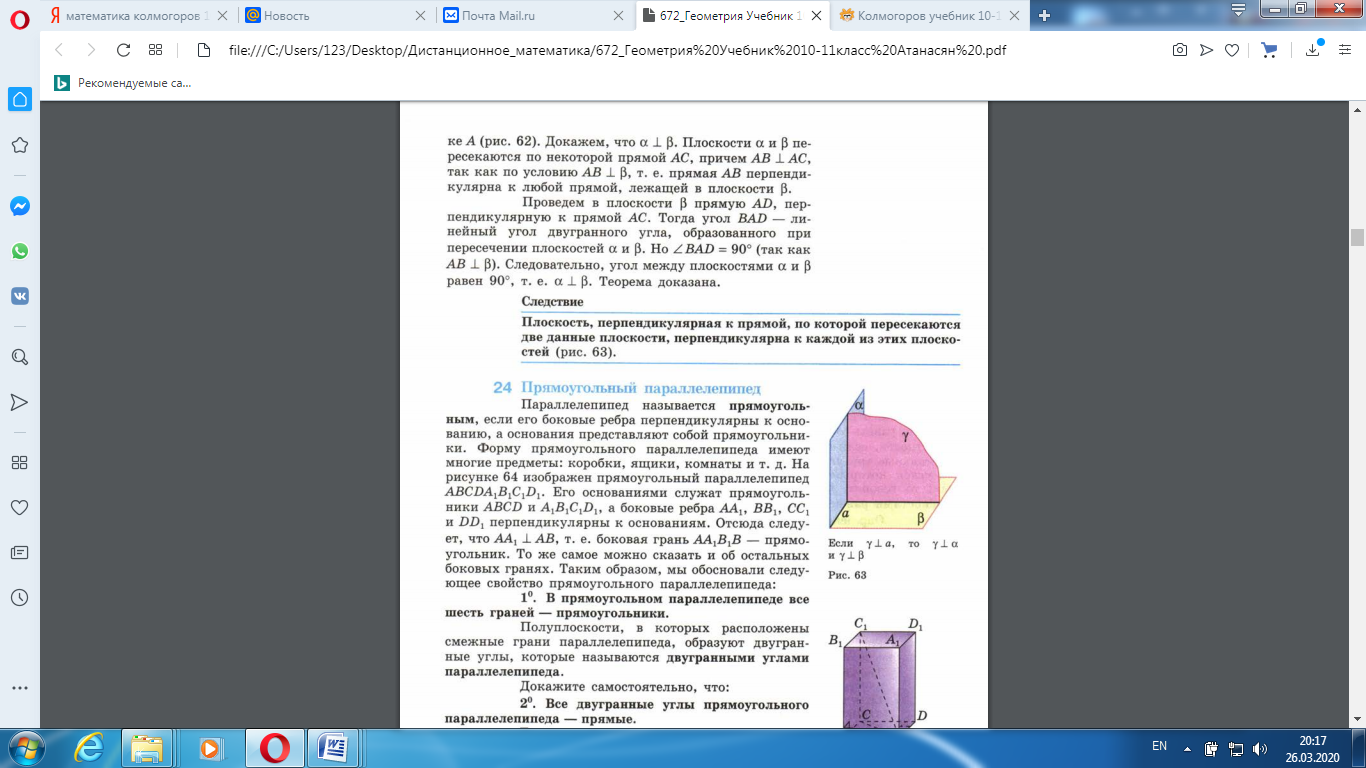 математика колмогоров 1
Новость
Почта Mail.ru
672_Геометрия Учебник 1
Колмогоров учебник 10-1
file:///C:/Users/123/Desktop/Дистанционное_математика/672_Геометрия%20Учебник%2010-11класс%20Атанасян%20.pdf
Рекомендуемые са...
ке A (рис. 62). Докажем, что α ⊥ β. Плоскости α и β пе-
ресекаются по некоторой прямой AC, причем AB ⊥ AC,
так как по условию AB ⊥ β, т. е. прямая AB перпенди-
кулярна к любой прямой, лежащей в плоскости β.
Проведем в плоскости β прямую AD, пер-
пендикулярную к прямой AC. Тогда угол BAD — ли-
нейный угол двугранного угла, образованного при
пересечении плоскостей α и β. Но ∠BAD = 90° (так как
AB ⊥ β). Следовательно, угол между плоскостями α и β
равен 90°, т. е. α ⊥ β. Теорема доказана.
Следствие
Плоскость, перпендикулярная к прямой, по которой пересекаются
две данные плоскости, перпендикулярна к каждой из этих плоско-
стей (рис. 63).
24 Прямоугольный параллелепипед
Параллелепипед называется прямоуголь-
ным, если его боковые ребра перпендикулярны к осно-
ванию, а основания представляют собой прямоугольни-
ки. Форму прямоугольного параллелепипеда имеют
многие предметы: коробки, ящики, комнаты и т. д. На
рисунке 64 изображен прямоугольный параллелепипед
ABCDA₁B₁C₁D₁. Его основаниями служат прямоуголь-
ники ABCD и A₁B₁C₁D₁, а боковые ребра AA₁, BB₁, CC₁
и DD₁ перпендикулярны к основаниям. Отсюда следу-
ет, что AA₁ ⊥ AB, т. е. боковая грань AA₁B₁B — прямо-
угольник. То же самое можно сказать и об остальных
боковых гранях. Таким образом, мы обосновали следу-
ющее свойство прямоугольного параллелепипеда:
1⁰. В прямоугольном параллелепипеде все
шесть граней — прямоугольники.
Полуплоскости, в которых расположены
смежные грани параллелепипеда, образуют двугран-
ные углы, которые называются двугранными углами
параллелепипеда.
Докажите самостоятельно, что:
2⁰. Все двугранные углы прямоугольного
параллелепипеда — прямые.
α
γ
a
β
Если γ ⊥ a, то γ ⊥ α
и γ ⊥ β
Рис. 63
C₁
D₁
B₁
A₁
C
D
EN
20:17
26.03.2020